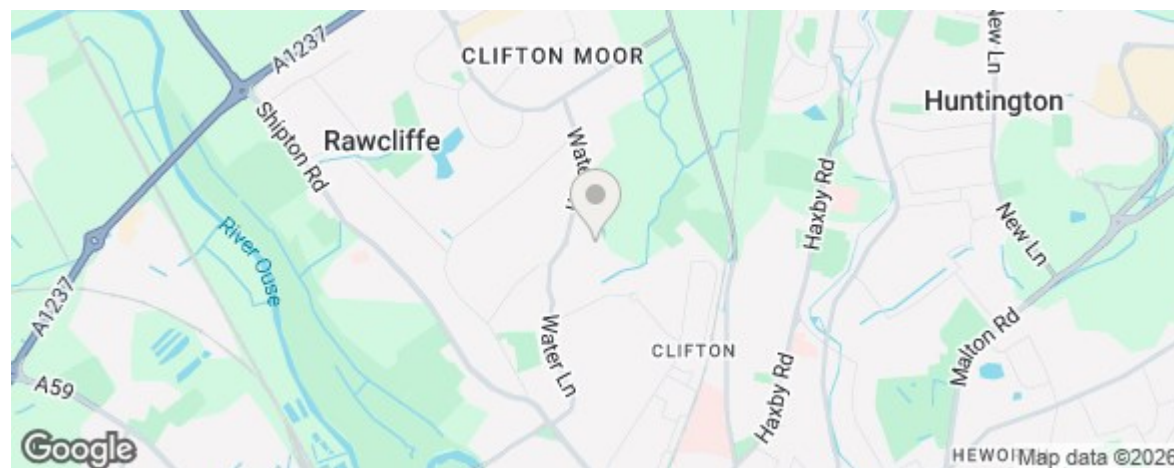 A1237
CLIFTON MOOR
New Ln
Huntington
Shipton Rd
Rawcliffe
Haxby Rd
New Ln
River Ouse
A1237
Water Ln
CLIFTON
Malton Rd
A59
Haxby Rd
Google
Map data ©2026